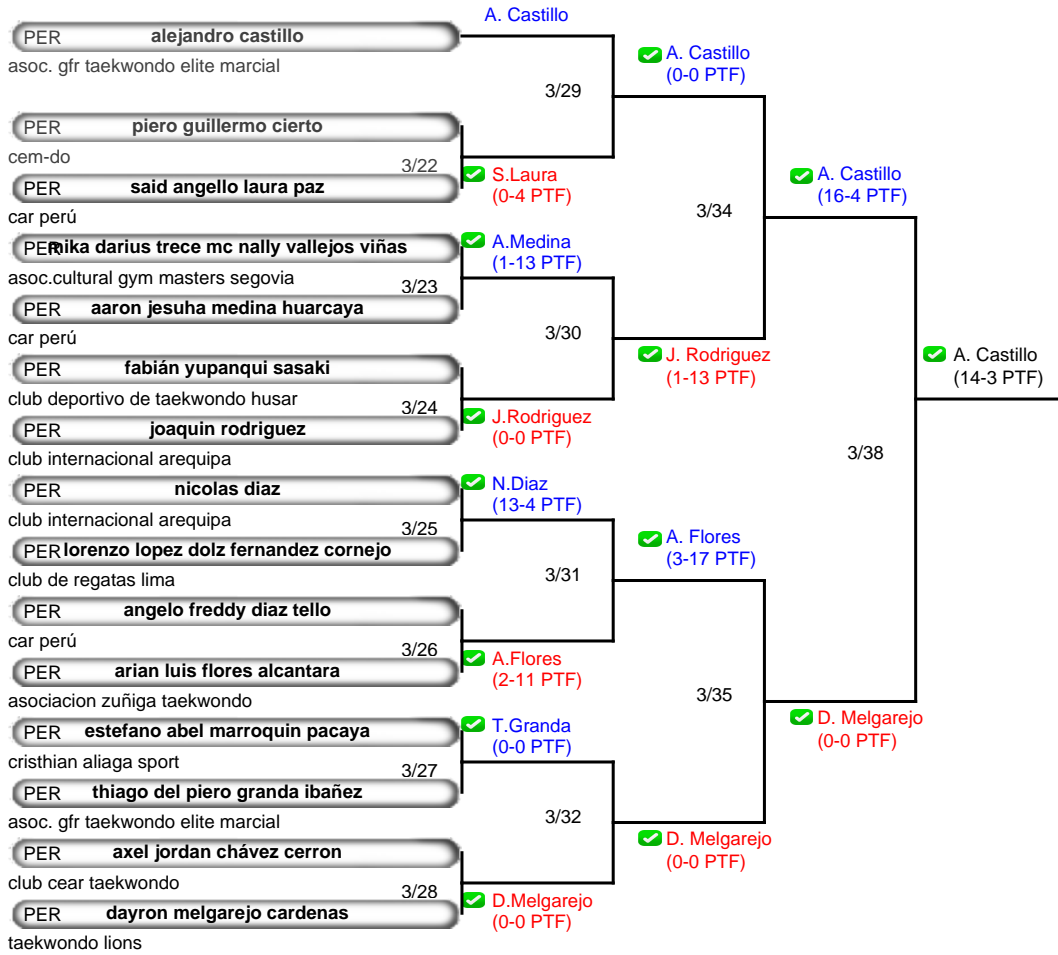 A. Castillo
PER alejandro castillo
asoc. gfr taekwondo elite marcial
A. Castillo
(0-0 PTF)
3/29
PER piero guillermo cierto
cem-do
3/22
PER said angello laura paz
car perú
S.Laura
(0-4 PTF)
A. Castillo
(16-4 PTF)
3/34
PER mika darius trece mc nally vallejos viñas
asoc.cultural gym masters segovia
A.Medina
(1-13 PTF)
3/23
PER aaron jesuha medina huarcaya
car perú
3/30
PER fabián yupanqui sasaki
club deportivo de taekwondo husar
J. Rodriguez
(1-13 PTF)
A. Castillo
(14-3 PTF)
3/24
PER joaquin rodriguez
club internacional arequipa
J.Rodriguez
(0-0 PTF)
3/38
PER nicolas diaz
club internacional arequipa
N.Diaz
(13-4 PTF)
3/25
PER lorenzo lopez dolz fernandez cornejo
club de regatas lima
A. Flores
(3-17 PTF)
3/31
PER angelo freddy diaz tello
car perú
3/26
PER arian luis flores alcantara
asociacion zuñiga taekwondo
A.Flores
(2-11 PTF)
3/35
D. Melgarejo
(0-0 PTF)
PER estefano abel marroquin pacaya
cristhian aliaga sport
T.Granda
(0-0 PTF)
3/27
PER thiago del piero granda ibañez
asoc. gfr taekwondo elite marcial
3/32
D. Melgarejo
(0-0 PTF)
PER axel jordan chávez cerron
club cear taekwondo
3/28
PER dayron melgarejo cardenas
taekwondo lions
D.Melgarejo
(0-0 PTF)